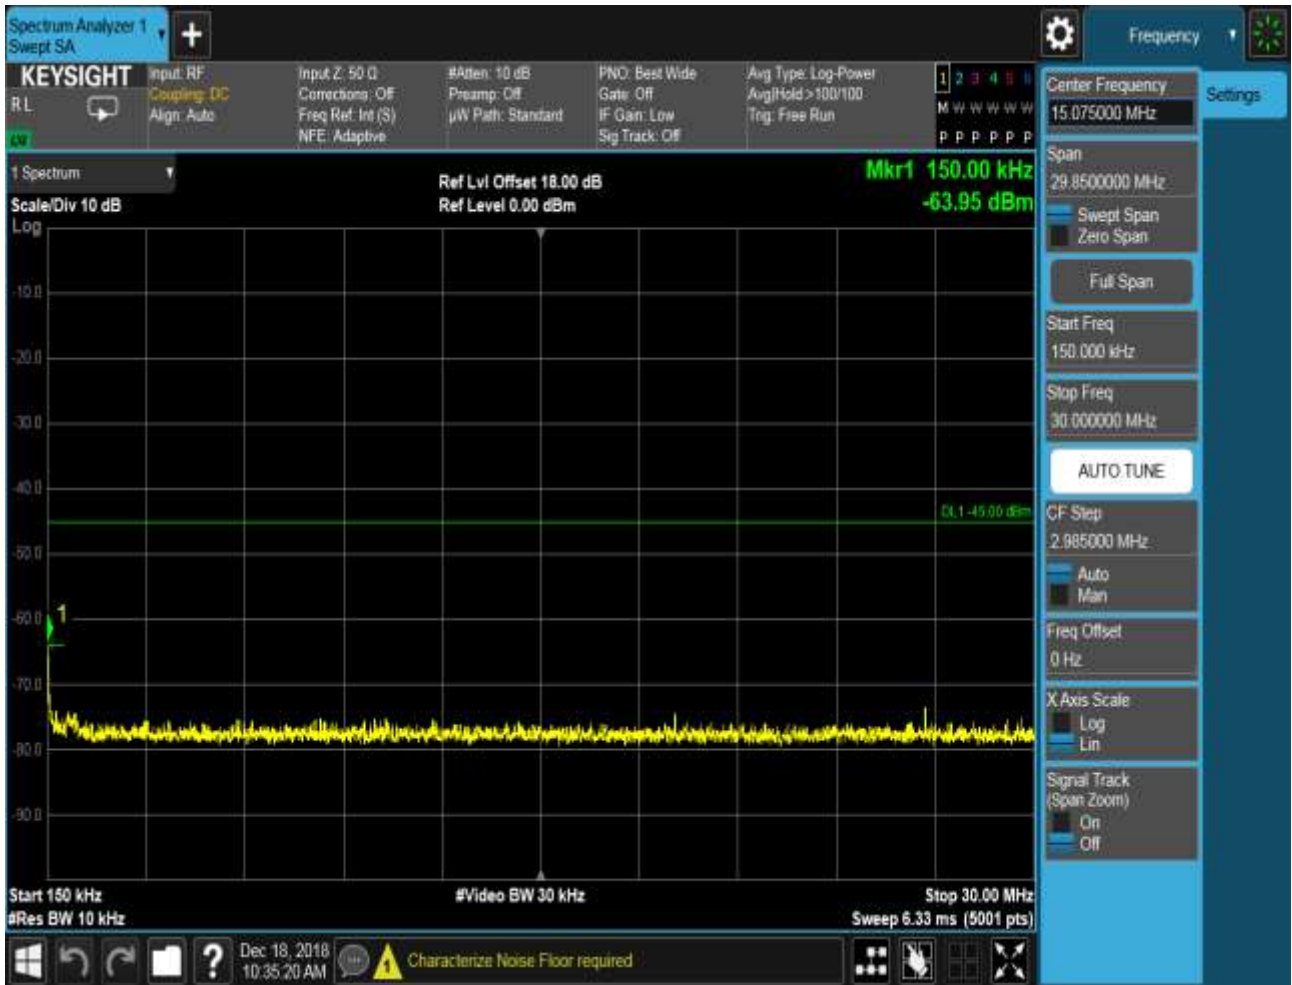 Spectrum Analyzer 1
Swept SA
+
Frequency
KEYSIGHT
RL
Input: RF
Coupling: DC
Align: Auto
Input Z: 50 Ω
Corrections: Off
Freq Ref: Int (S)
NFE: Adaptive
#Atten: 10 dB
Preamp: Off
µW Path: Standard
PNO: Best Wide
Gate: Off
IF Gain: Low
Sig Track: Off
Avg Type: Log-Power
Avg|Hold:>100/100
Trig: Free Run
1 2 3 4 5 6
M W W W W W
P P P P P P
1 Spectrum
Scale/Div 10 dB
Log
Ref Lvl Offset 18.00 dB
Ref Level 0.00 dBm
Mkr1 150.00 kHz
-63.95 dBm
-10.0
-20.0
-30.0
-40.0
DL1 -45.00 dBm
-50.0
-60.0
1
-70.0
-80.0
-90.0
Start 150 kHz
#Video BW 30 kHz
Stop 30.00 MHz
#Res BW 10 kHz
Sweep 6.33 ms (5001 pts)
Center Frequency
15.075000 MHz
Settings
Span
29.8500000 MHz
Swept Span
Zero Span
Full Span
Start Freq
150.000 kHz
Stop Freq
30.000000 MHz
AUTO TUNE
CF Step
2.985000 MHz
Auto
Man
Freq Offset
0 Hz
X Axis Scale
Log
Lin
Signal Track
(Span Zoom)
On
Off
?
Dec 18, 2018
10:35:20 AM
1
Characterize Noise Floor required